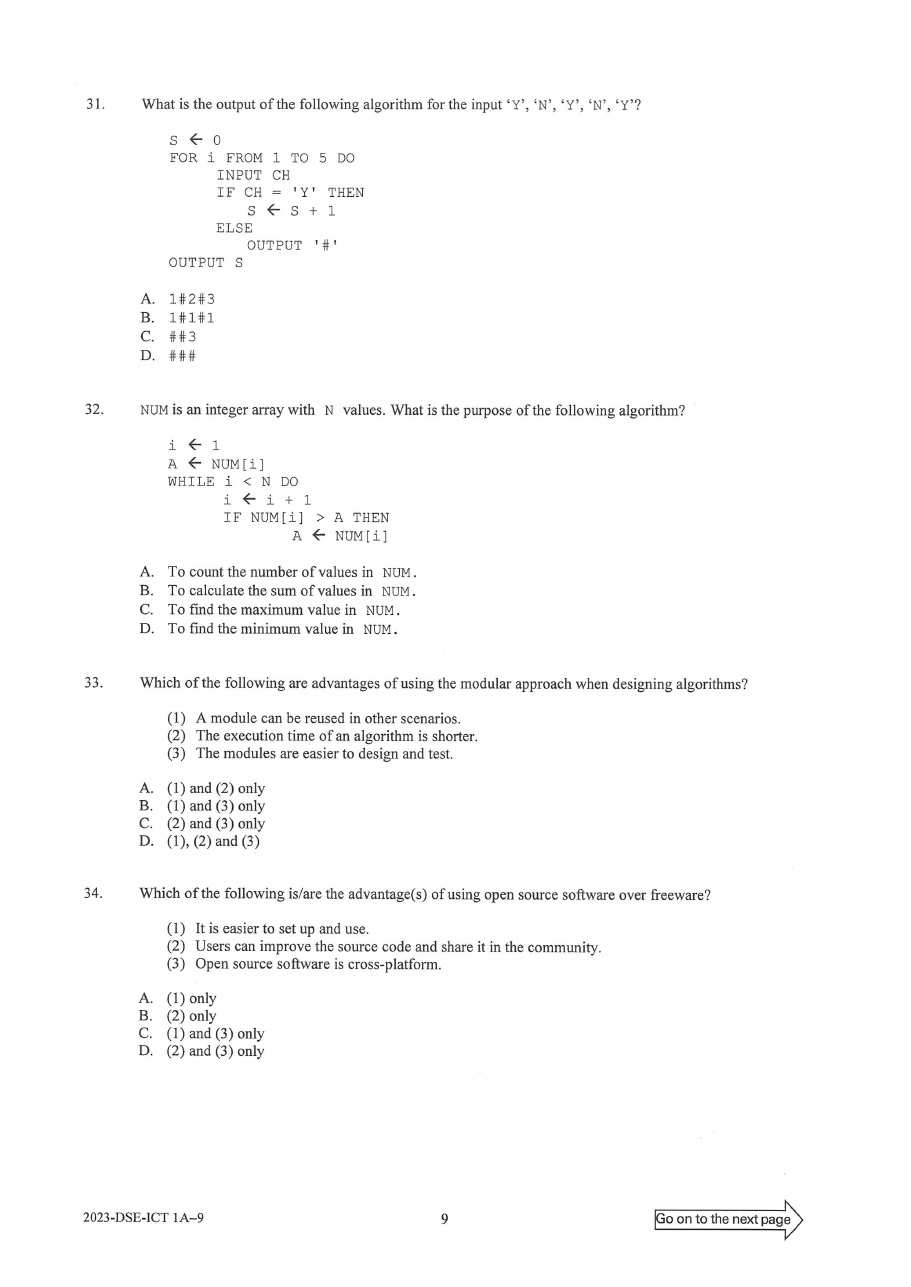 31. What is the output of the following algorithm for the input ‘Y’, ‘N’, ‘Y’, ‘N’, ‘Y’?
S ← 0
FOR i FROM 1 TO 5 DO
INPUT CH
IF CH = 'Y' THEN
S ← S + 1
ELSE
OUTPUT '#'
OUTPUT S
A. 1#2#3
B. 1#1#1
C. ##3
D. ###
32. NUM is an integer array with N values. What is the purpose of the following algorithm?
i ← 1
A ← NUM[i]
WHILE i < N DO
i ← i + 1
IF NUM[i] > A THEN
A ← NUM[i]
A. To count the number of values in NUM.
B. To calculate the sum of values in NUM.
C. To find the maximum value in NUM.
D. To find the minimum value in NUM.
33. Which of the following are advantages of using the modular approach when designing algorithms?
(1) A module can be reused in other scenarios.
(2) The execution time of an algorithm is shorter.
(3) The modules are easier to design and test.
A. (1) and (2) only
B. (1) and (3) only
C. (2) and (3) only
D. (1), (2) and (3)
34. Which of the following is/are the advantage(s) of using open source software over freeware?
(1) It is easier to set up and use.
(2) Users can improve the source code and share it in the community.
(3) Open source software is cross-platform.
A. (1) only
B. (2) only
C. (1) and (3) only
D. (2) and (3) only
2023-DSE-ICT 1A–9 9 Go on to the next page